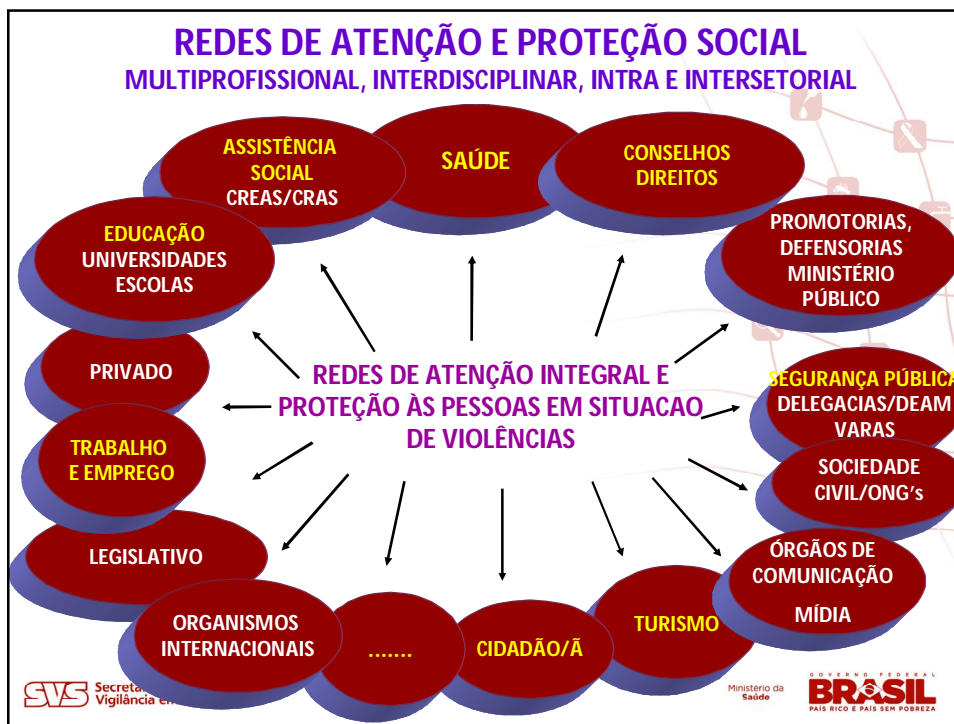 REDES DE ATENÇÃO E PROTEÇÃO SOCIAL
MULTIPROFISSIONAL, INTERDISCIPLINAR, INTRA E INTERSETORIAL
ASSISTÊNCIA
SOCIAL
CREAS/CRAS
SAÚDE
CONSELHOS
DIREITOS
EDUCAÇÃO
UNIVERSIDADES
ESCOLAS
PROMOTORIAS,
DEFENSORIAS
MINISTÉRIO
PÚBLICO
PRIVADO
REDES DE ATENÇÃO INTEGRAL E
PROTEÇÃO ÀS PESSOAS EM SITUACAO
DE VIOLÊNCIAS
SEGURANÇA PÚBLICA
DELEGACIAS/DEAM
VARAS
TRABALHO
E EMPREGO
SOCIEDADE
CIVIL/ONG's
LEGISLATIVO
ÓRGÃOS DE
COMUNICAÇÃO
MÍDIA
ORGANISMOS
INTERNACIONAIS
.......
CIDADÃO/Ã
TURISMO
SVS
Vigilância
Ministério da
Saúde
GOVERNO FEDERAL
BRASIL
PAÍS RICO É PAÍS SEM POBREZA